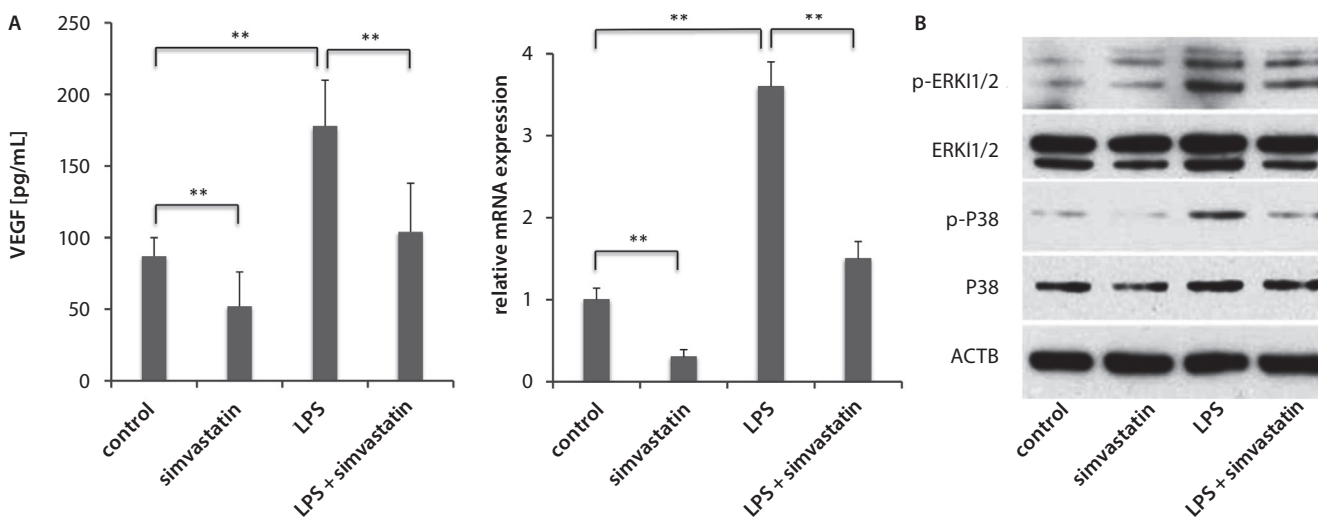 A
VEGF [pg/mL]
250
200
150
100
50
0
**
**
**
control
simvastatin
LPS
LPS + simvastatin
relative mRNA expression
4
3
2
1
0
**
**
**
control
simvastatin
LPS
LPS + simvastatin
B
p-ERKI1/2
ERKI1/2
p-P38
P38
ACTB
control
simvastatin
LPS
LPS + simvastatin